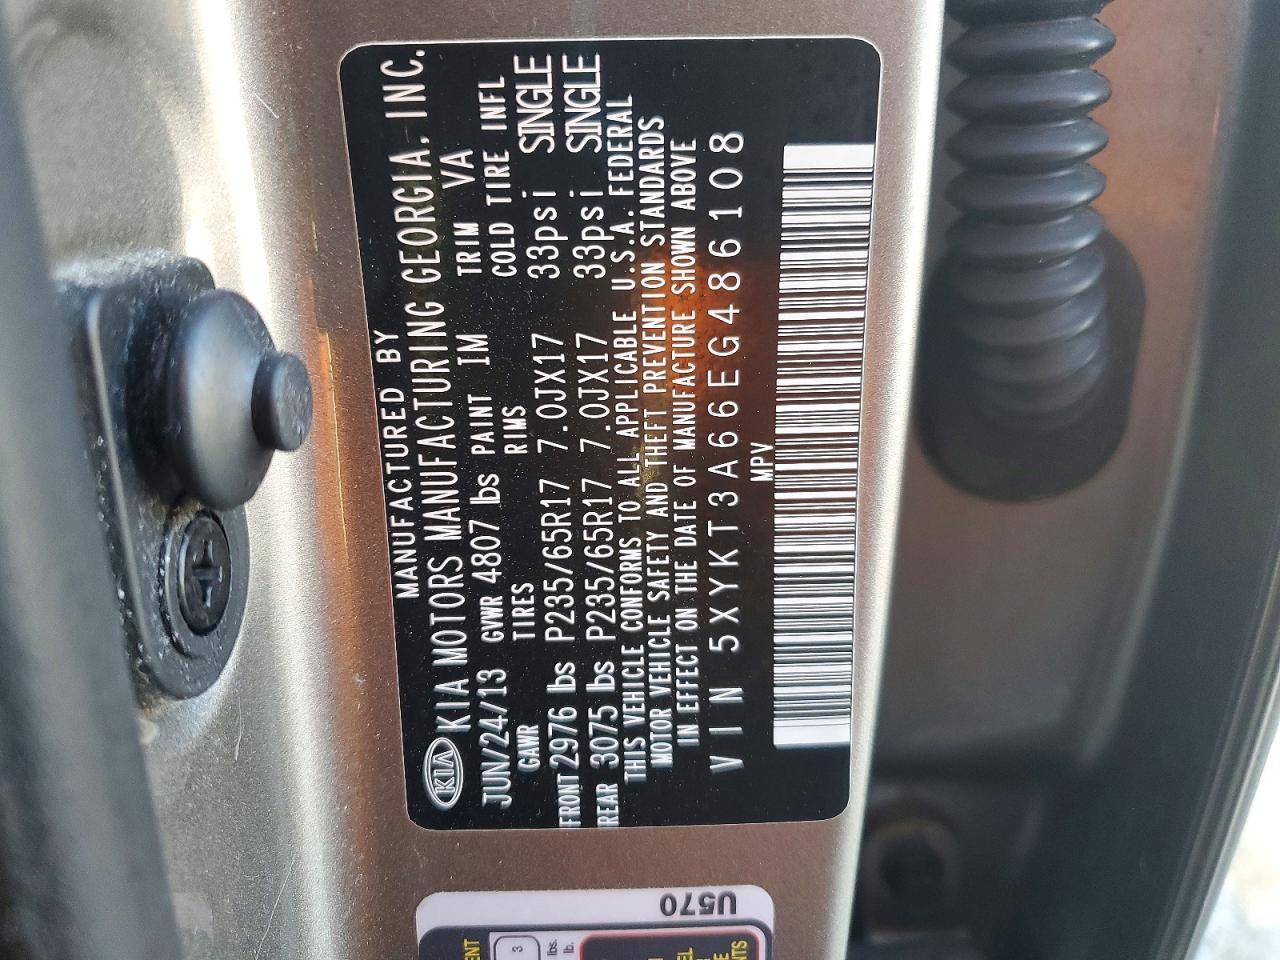 MANUFACTURED BY
KIA KIA MOTORS MANUFACTURING GEORGIA, INC.
JUN/24/13 GVWR 4807 lbs PAINT IM TRIM VA
GAWR TIRES RIMS COLD TIRE INFL
FRONT 2976 lbs P235/65R17 7.0JX17 33psi SINGLE
REAR 3075 lbs P235/65R17 7.0JX17 33psi SINGLE
THIS VEHICLE CONFORMS TO ALL APPLICABLE U.S.A. FEDERAL
MOTOR VEHICLE SAFETY AND THEFT PREVENTION STANDARDS
IN EFFECT ON THE DATE OF MANUFACTURE SHOWN ABOVE
VIN 5XYKT3A66EG486108
MPV
U570
3
lbs.
lb.